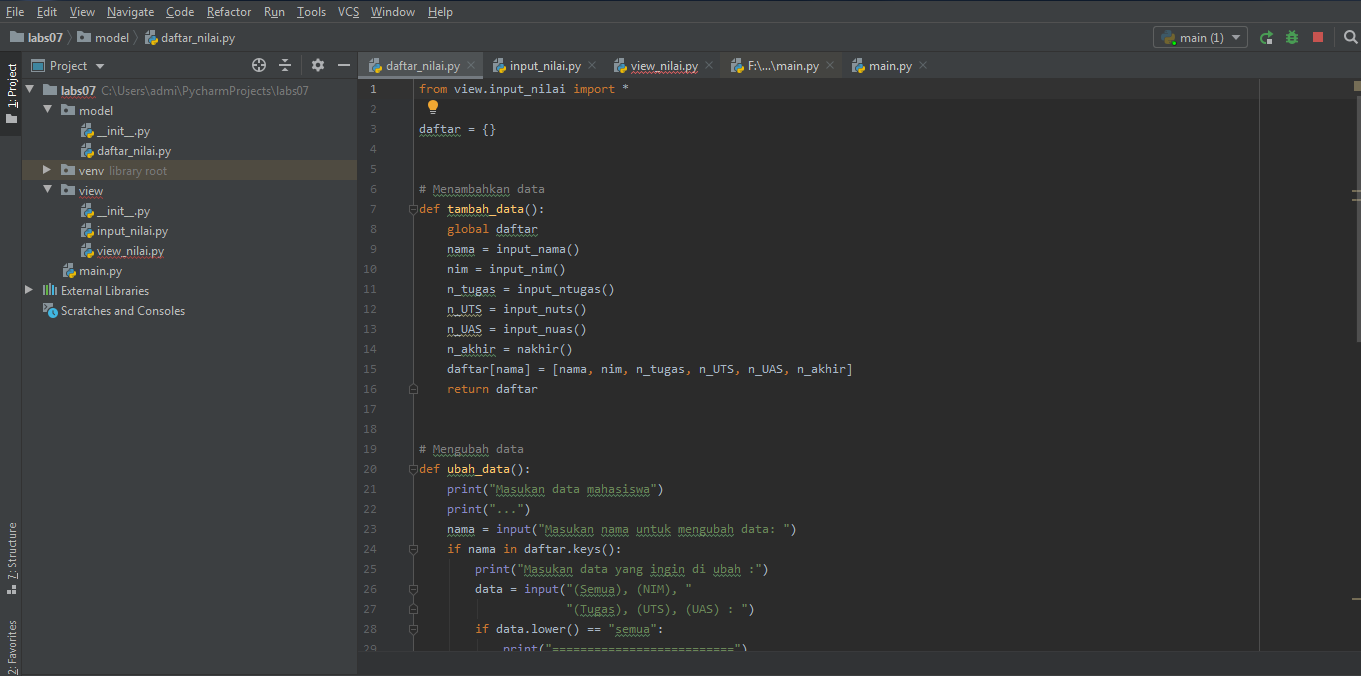 File Edit View Navigate Code Refactor Run Tools VCS Window Help
labs07 model daftar_nilai.py main (1)
Project
daftar_nilai.py input_nilai.py view_nilai.py F:\...\main.py main.py
1: Project
labs07 C:\Users\admi\PycharmProjects\labs07
model
__init__.py
daftar_nilai.py
venv library root
view
__init__.py
input_nilai.py
view_nilai.py
main.py
External Libraries
Scratches and Consoles
7: Structure
2: Favorites
1 from view.input_nilai import *
2
3 daftar = {}
4
5
6 # Menambahkan data
7 def tambah_data():
8 global daftar
9 nama = input_nama()
10 nim = input_nim()
11 n_tugas = input_ntugas()
12 n_UTS = input_nuts()
13 n_UAS = input_nuas()
14 n_akhir = nakhir()
15 daftar[nama] = [nama, nim, n_tugas, n_UTS, n_UAS, n_akhir]
16 return daftar
17
18
19 # Mengubah data
20 def ubah_data():
21 print("Masukan data mahasiswa")
22 print("...")
23 nama = input("Masukan nama untuk mengubah data: ")
24 if nama in daftar.keys():
25 print("Masukan data yang ingin di ubah :")
26 data = input("(Semua), (NIM), "
27 "(Tugas), (UTS), (UAS) : ")
28 if data.lower() == "semua":
29 print("==========================")